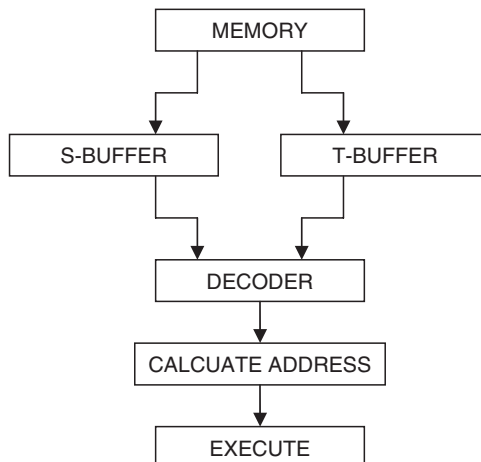 MEMORY
S-BUFFER
T-BUFFER
DECODER
CALCUATE ADDRESS
EXECUTE